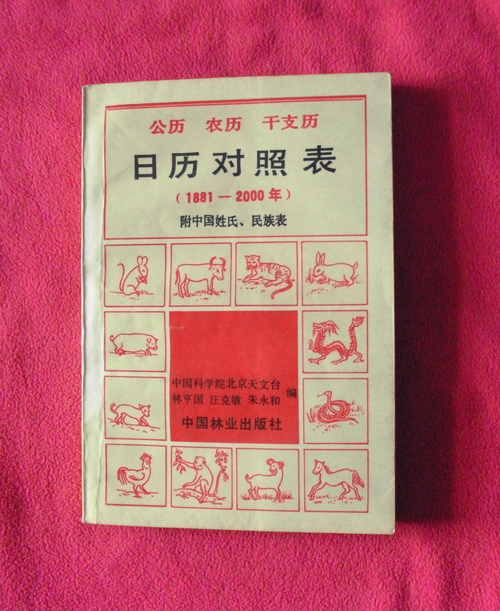 公历 农历 干支历
日历对照表
（1881—2000年）
附中国姓氏、民族表
中国科学院北京天文台
林亨国 汪克敏 朱永和 编
中国林业出版社